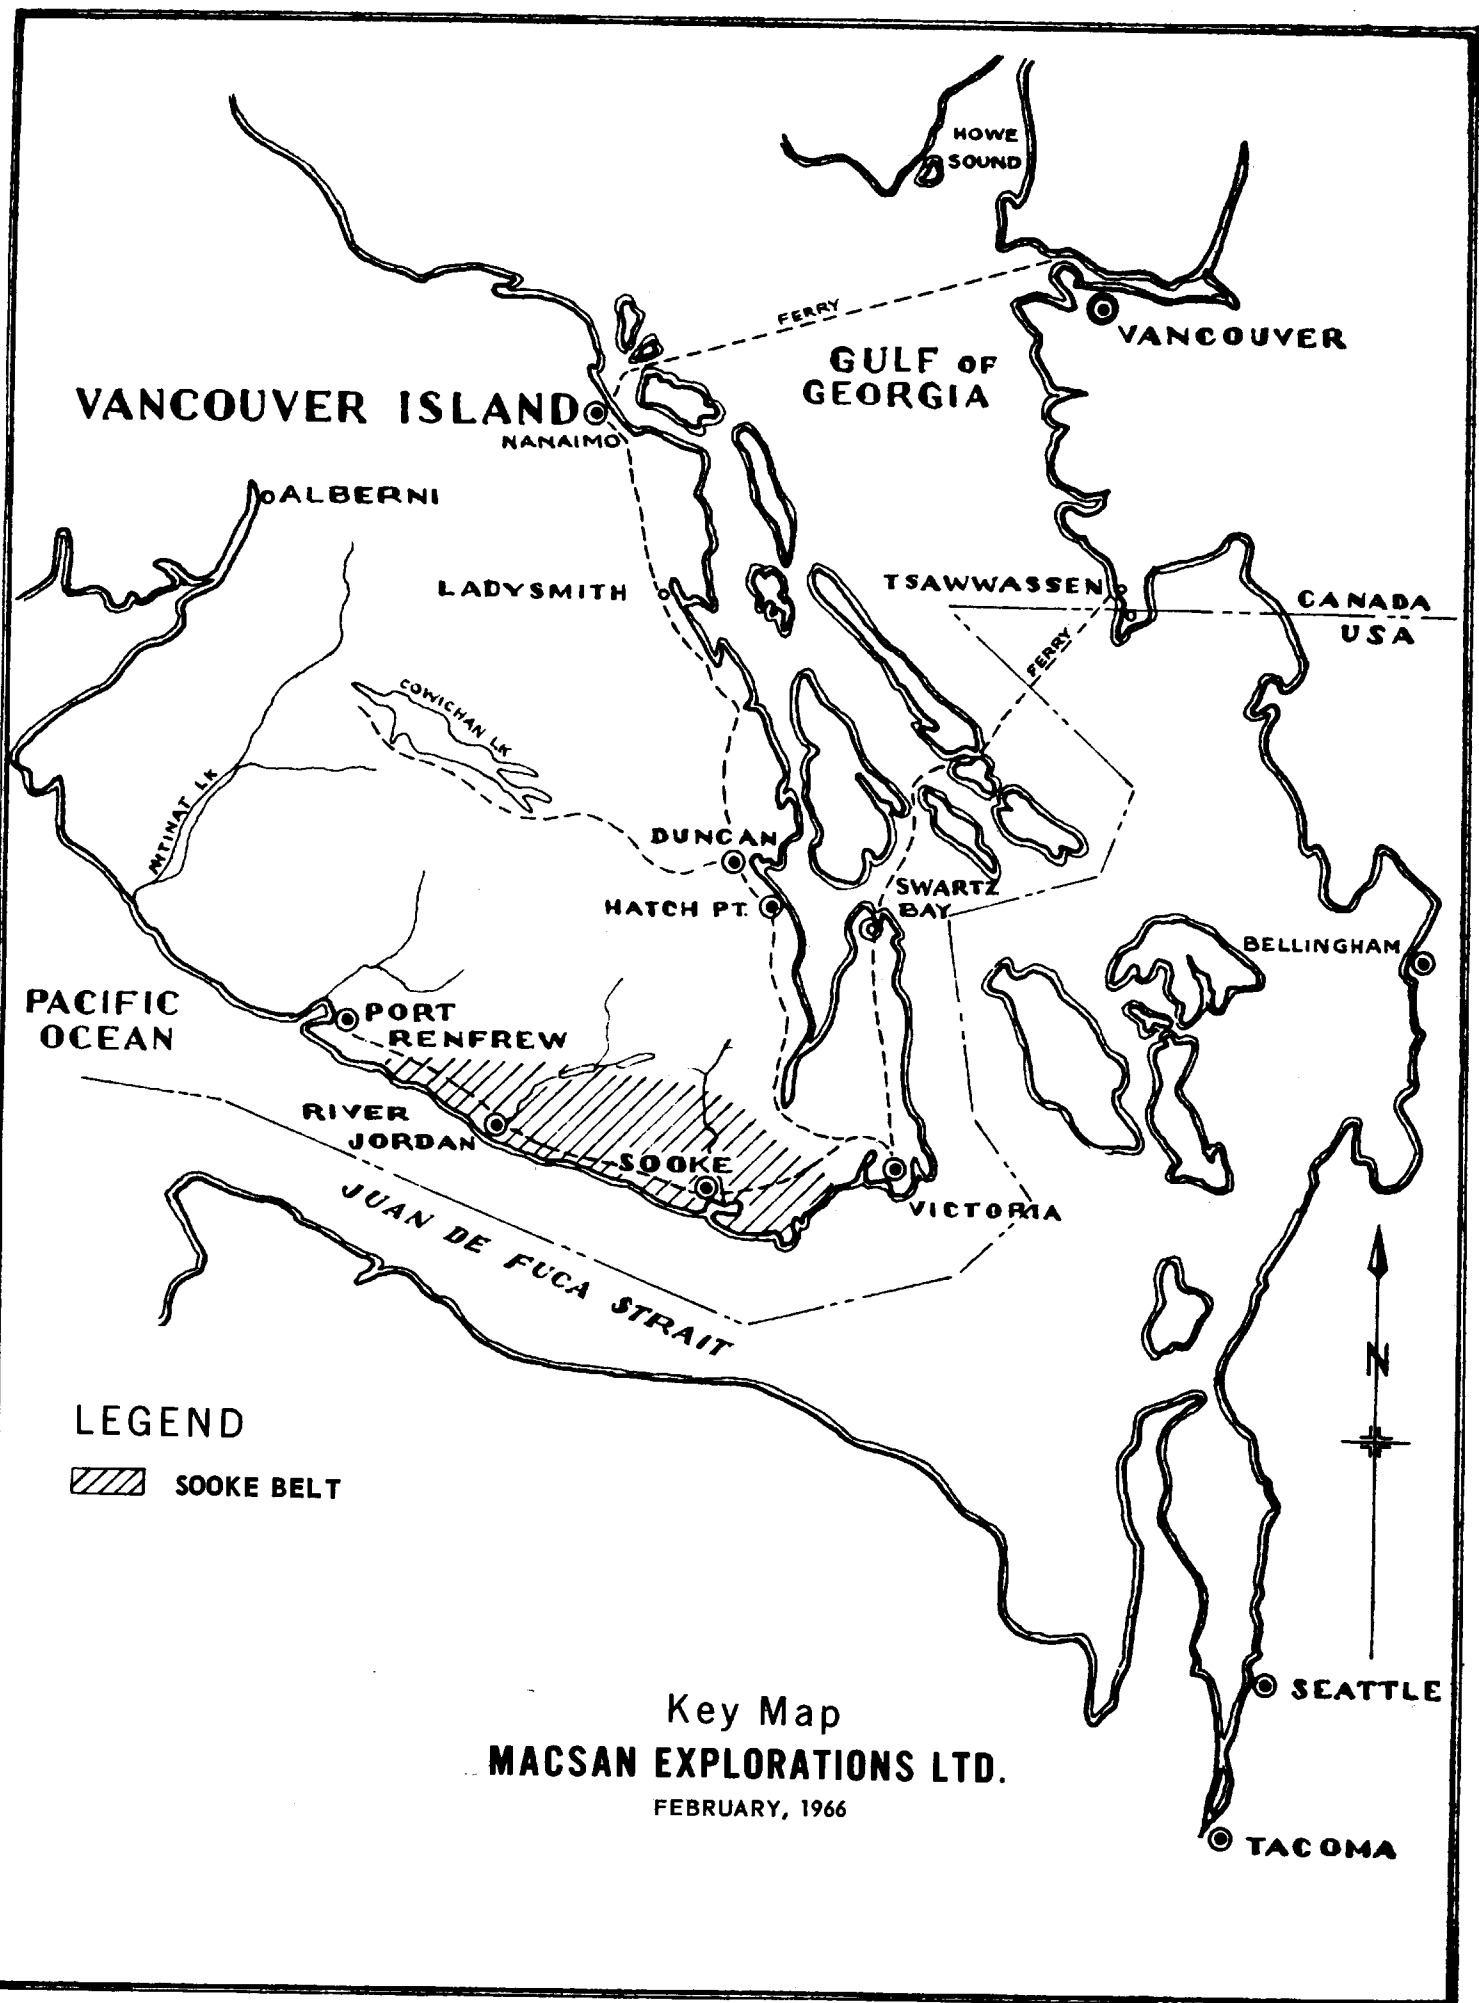 HOWE
SOUND
FERRY
VANCOUVER
GULF OF
GEORGIA
VANCOUVER ISLAND
NANAIMO
ALBERNI
LADYSMITH
TSAWWASSEN
CANADA
USA
FERRY
COWICHAN LK
NITINAT LK
DUNCAN
HATCH PT.
SWARTZ
BAY
BELLINGHAM
PACIFIC
OCEAN
PORT
RENFREW
RIVER
JORDAN
SOOKE
VICTORIA
JUAN DE FUCA STRAIT
N
LEGEND
SOOKE BELT
SEATTLE
Key Map
MACSAN EXPLORATIONS LTD.
FEBRUARY, 1966
TACOMA